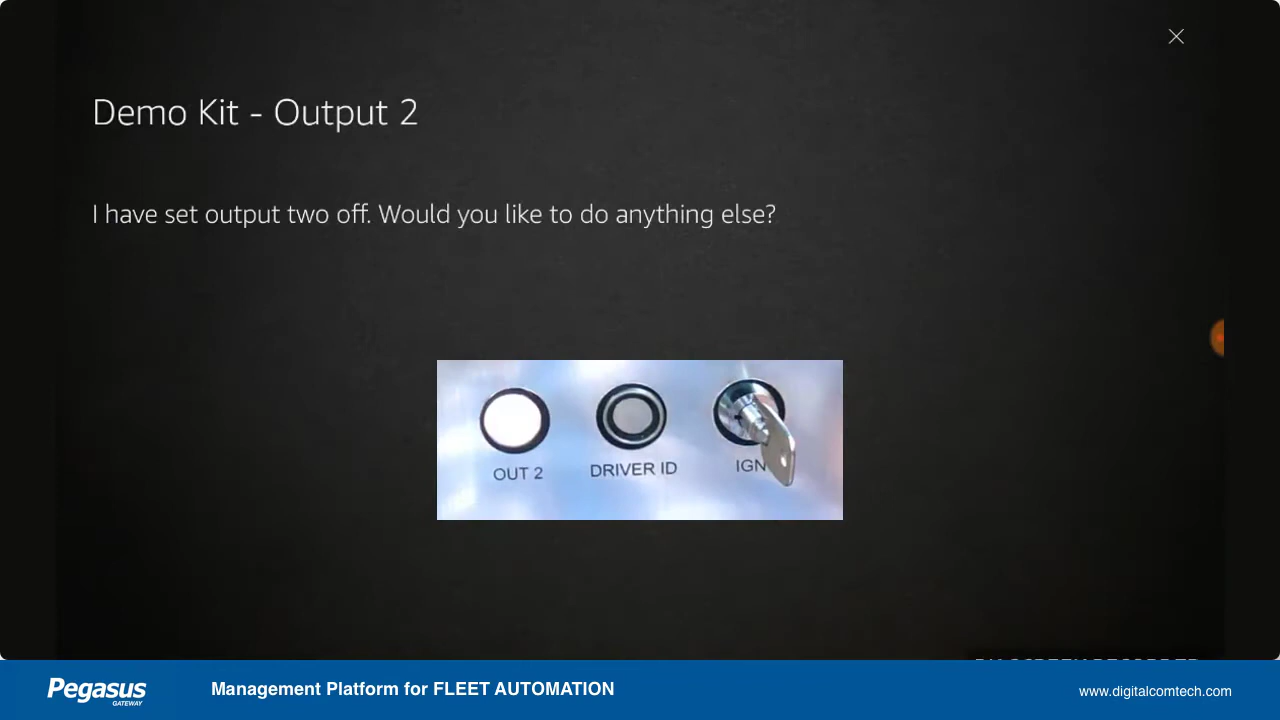 Demo Kit - Output 2
I have set output two off. Would you like to do anything else?
OUT 2
DRIVER ID
IGN
Pegasus
GATEWAY
Management Platform for FLEET AUTOMATION
www.digitalcomtech.com